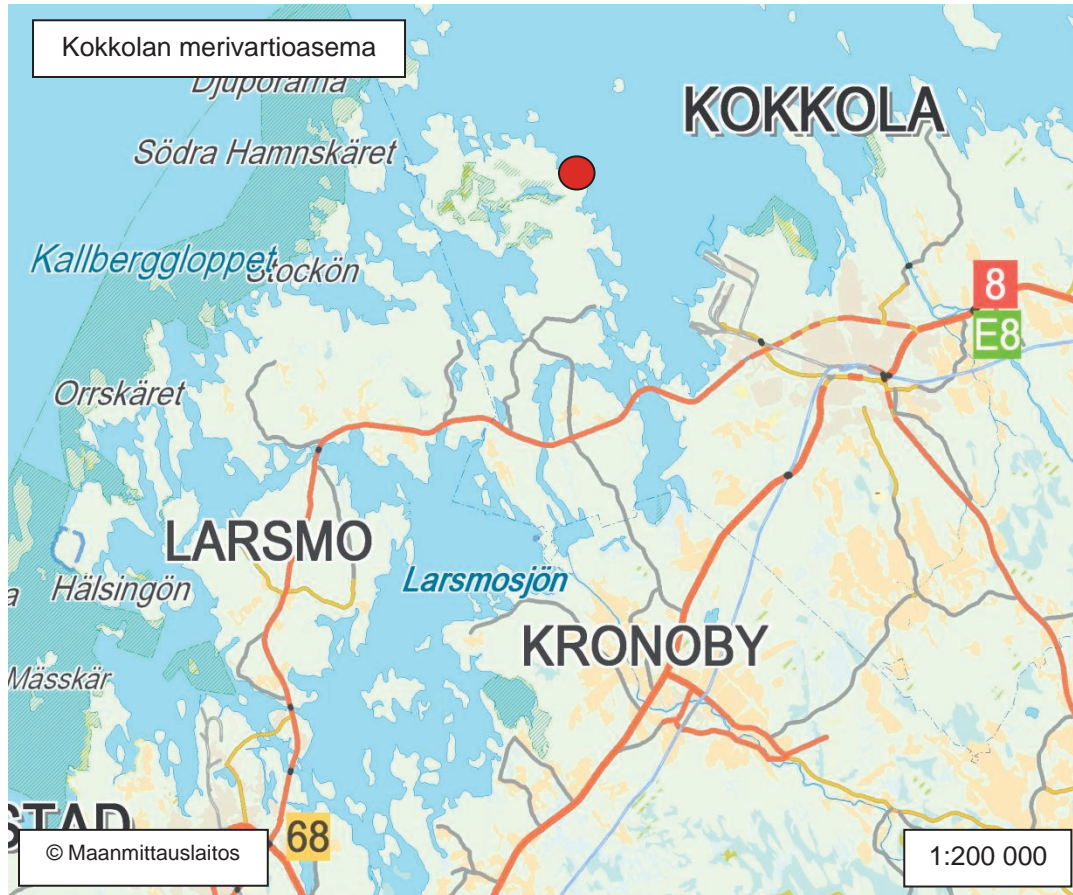 Kokkolan merivartioasema
Djuporarna
KOKKOLA
Södra Hamnskäret
Kallberggloppet
Stockön
8
E8
Orrskäret
LARSMO
Larsmosjön
Hälsingön
a
KRONOBY
Mässkär
STAD
68
© Maanmittauslaitos
1:200 000